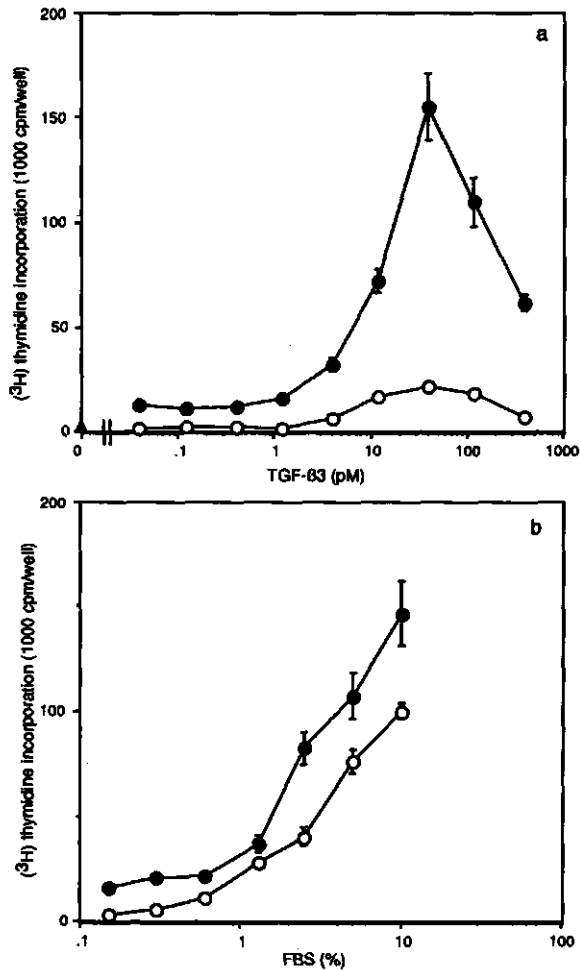 a
200
150
100
50
0
(³H) thymidine incorporation (1000 cpm/well)
0 .1 1 10 100 1000
TGF-ß3 (pM)
b
200
100
0
(³H) thymidine incorporation (1000 cpm/well)
.1 1 10 100
FBS (%)